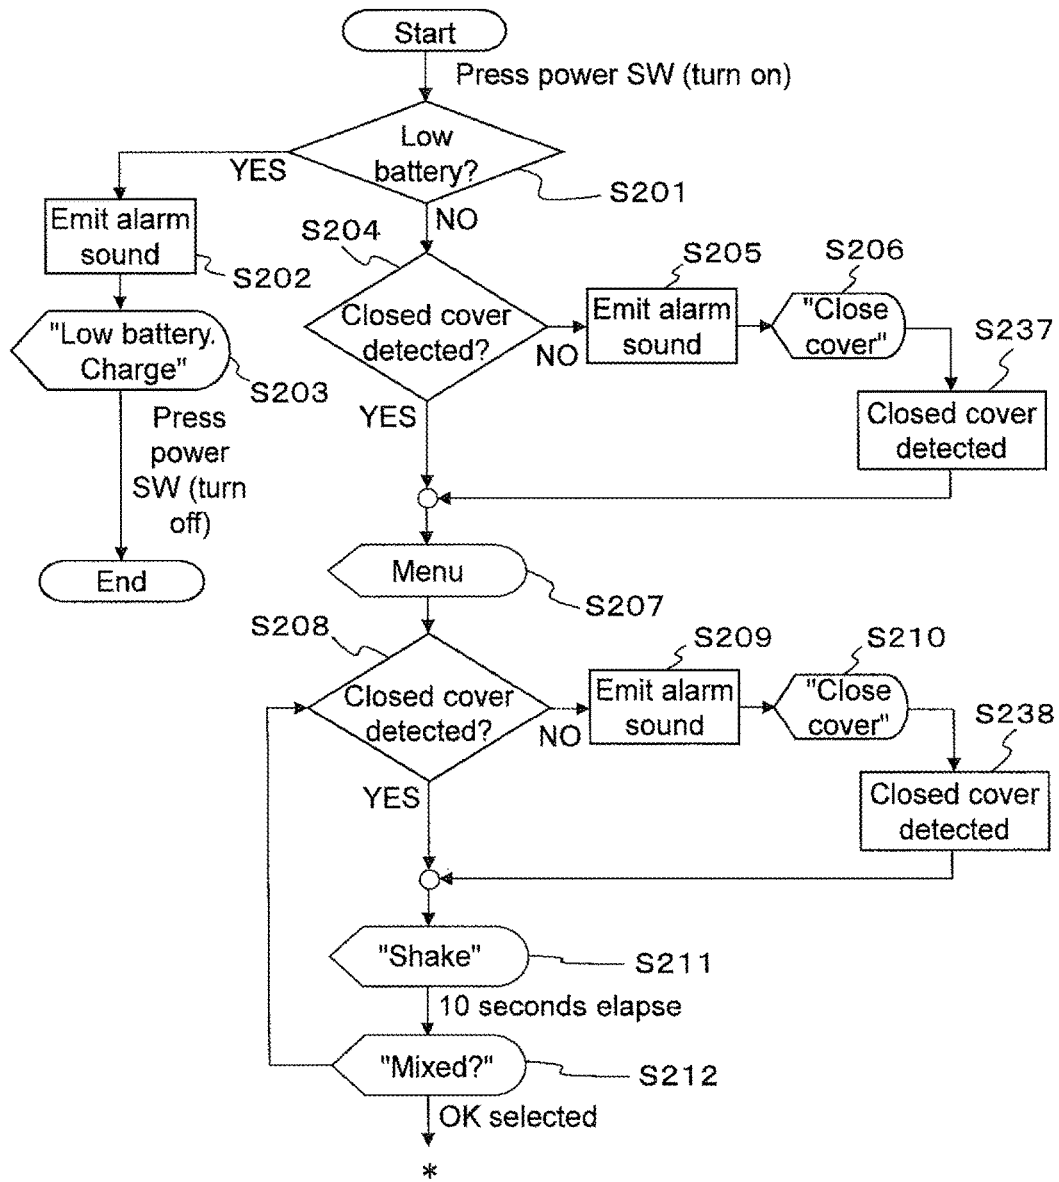 Start
Press power SW (turn on)
Low
battery?
YES
S201
NO
Emit alarm
sound
S202
"Low battery.
Charge"
S203
Press
power
SW (turn
off)
End
S204
Closed cover
detected?
NO
YES
S205
Emit alarm
sound
S206
"Close
cover"
S237
Closed cover
detected
Menu
S207
S208
Closed cover
detected?
NO
YES
S209
Emit alarm
sound
S210
"Close
cover"
S238
Closed cover
detected
"Shake"
S211
10 seconds elapse
"Mixed?"
S212
OK selected
*